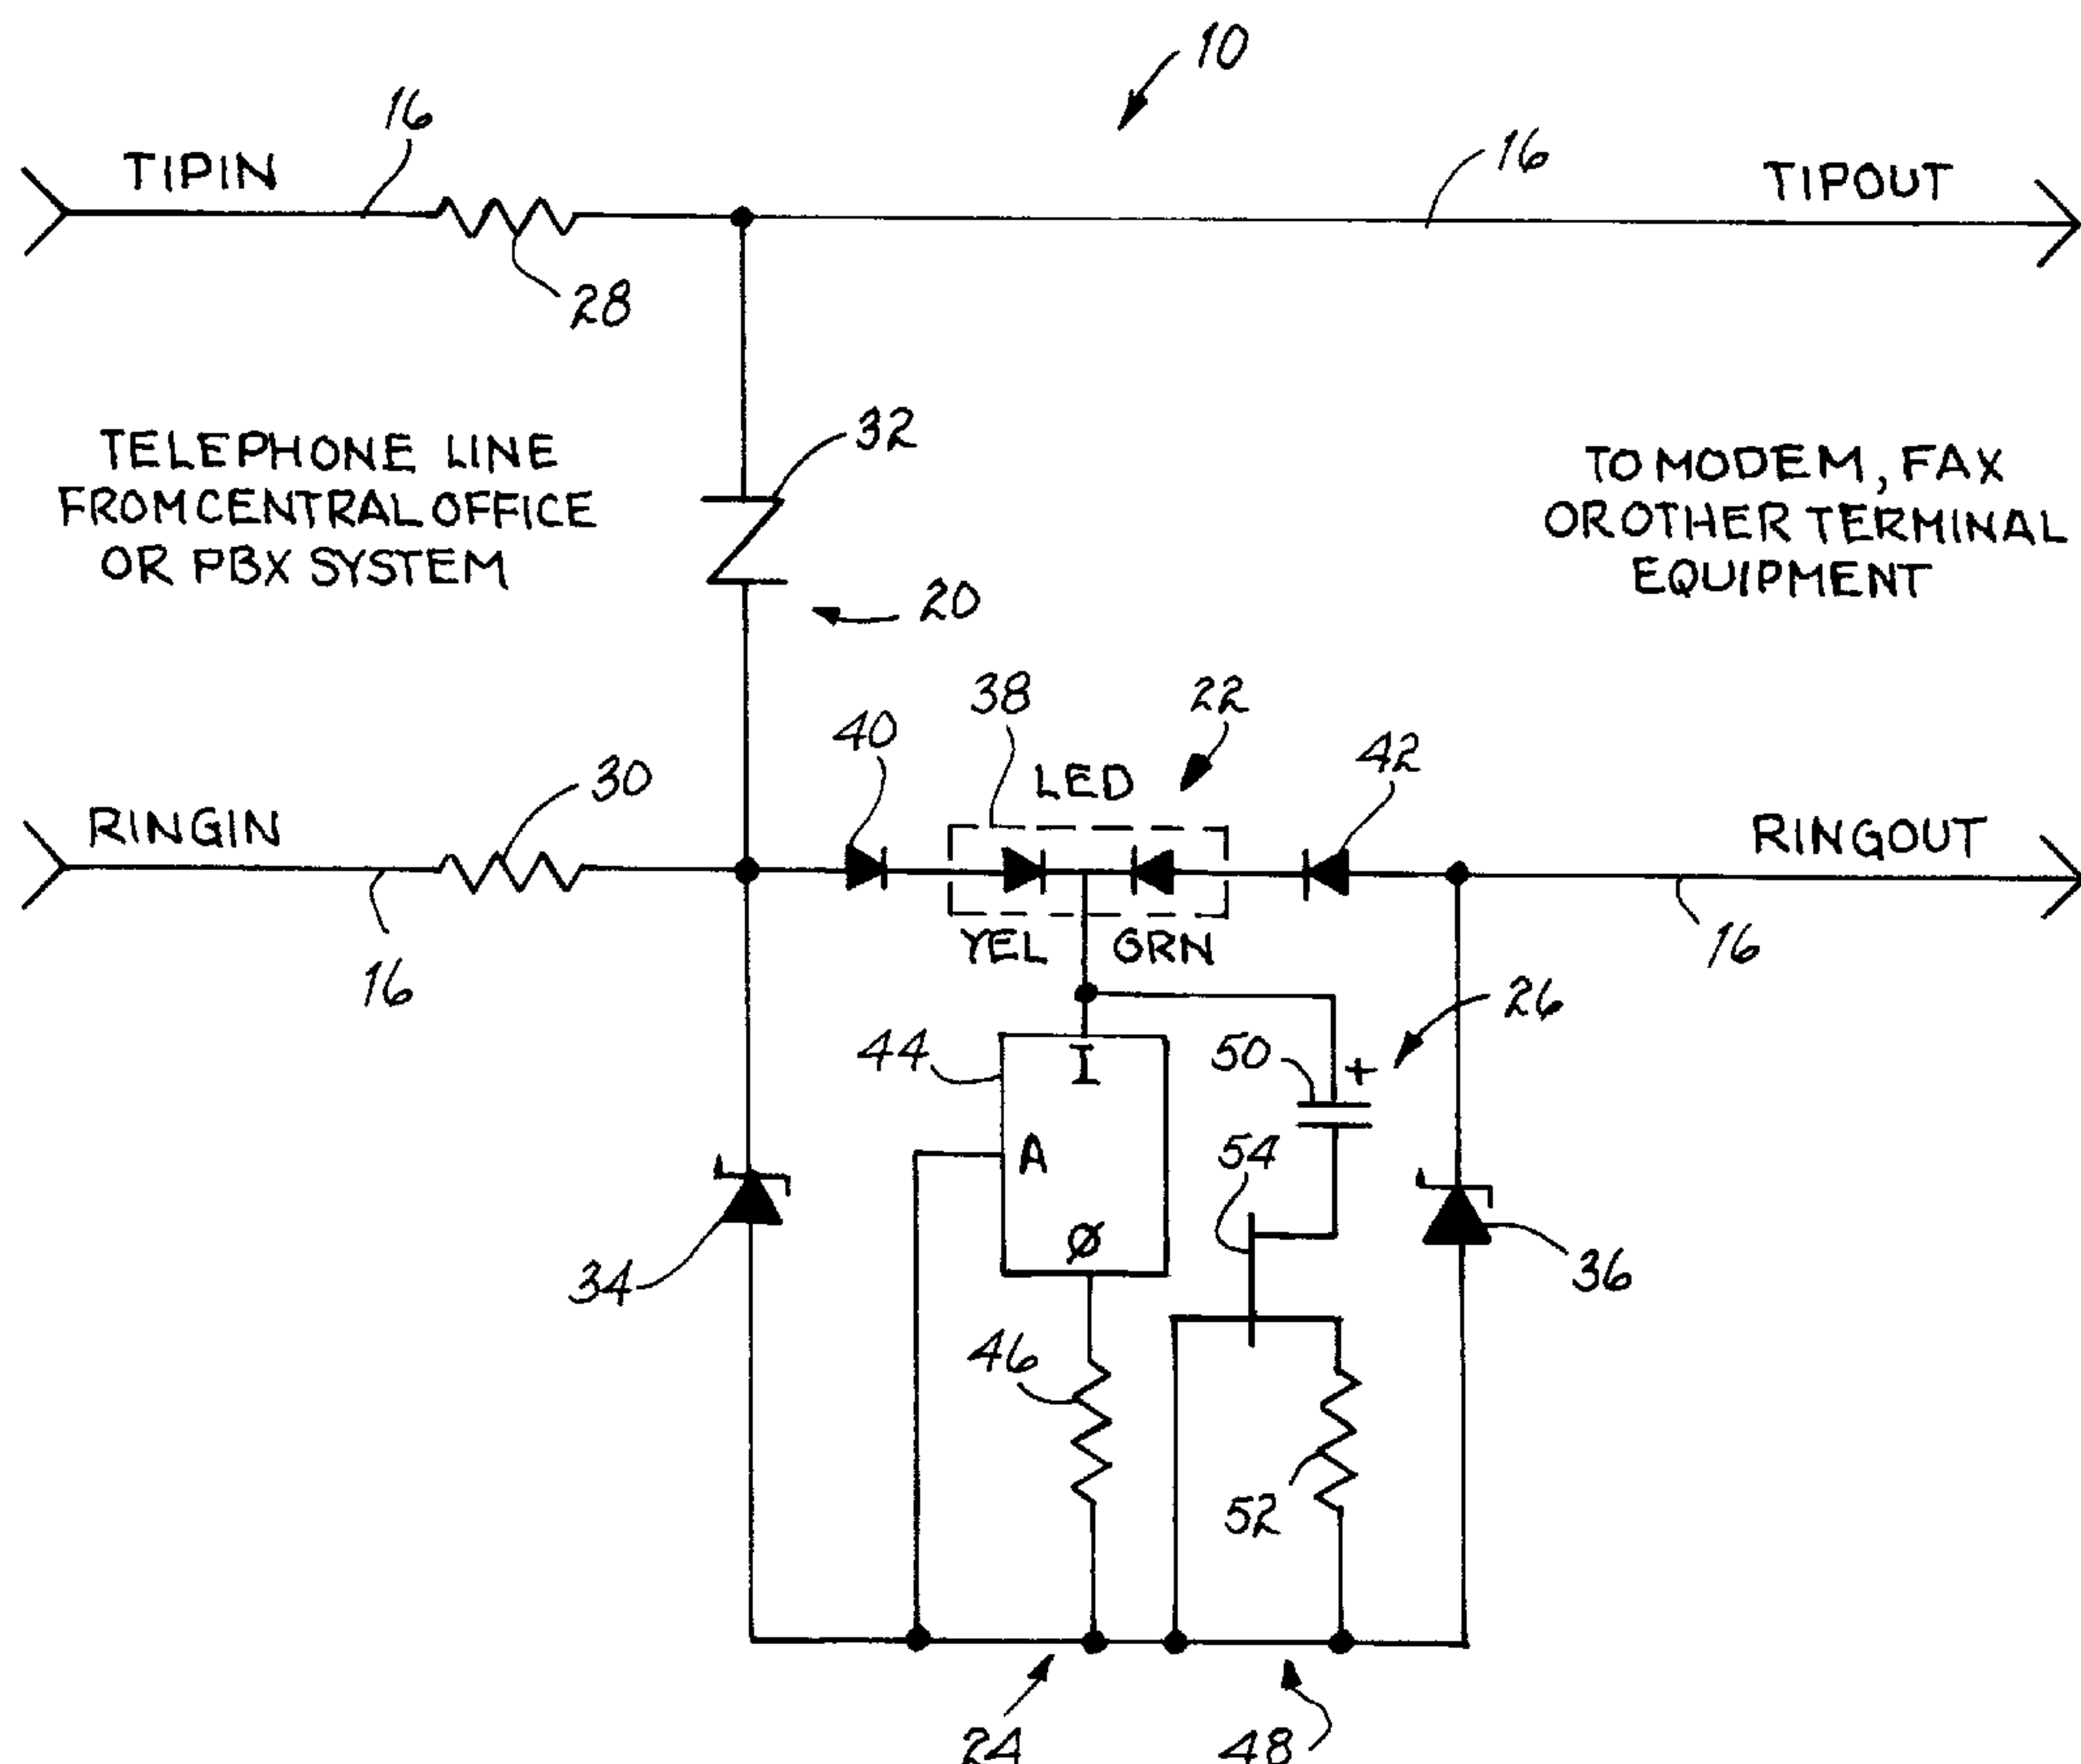 10
16
TIPIN
16
TIPOUT
28
32
TELEPHONE LINE
FROM CENTRAL OFFICE
OR PBX SYSTEM
TO MODEM, FAX
OR OTHER TERMINAL
EQUIPMENT
20
38
22
40
42
LED
30
RINGIN
RINGOUT
YEL
GRN
16
16
26
44
I
50
+
A
54
Ø
34
36
46
52
24
48